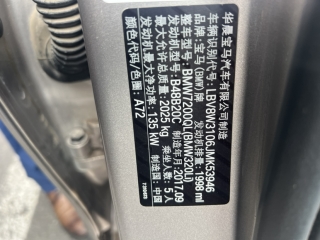 华晨宝马汽车有限公司制造
车辆识别代号: LBV8W3106JMK53946
品牌: 宝马(BMW)牌
整车型号: BMW7200QL(BMW320Li)
发动机型号: B48B20C 发动机排量: 1998 ml
最大允许总质量: 2025 kg 制造年月: 2017.09
发动机最大净功率: 135 kW 乘坐人数: 5人
颜色代码/色圈: A72 制造国: 中国